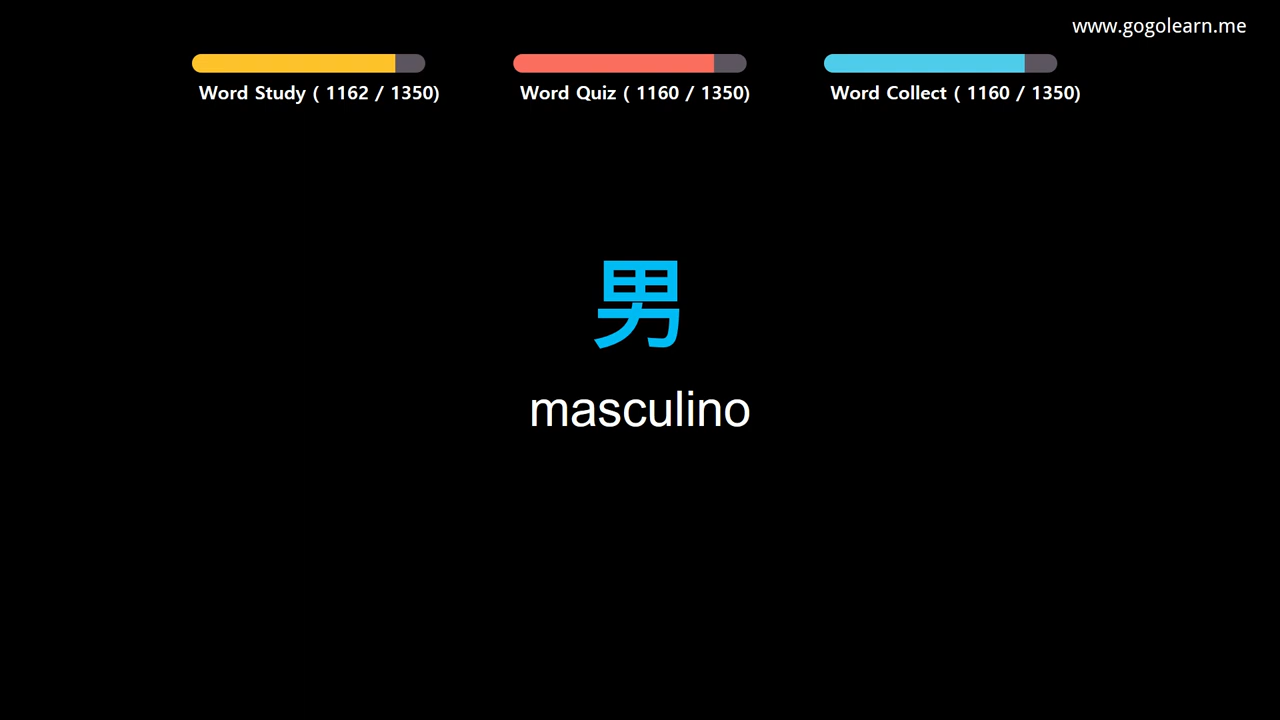 www.gogolearn.me
Word Study ( 1162 / 1350)
Word Quiz ( 1160 / 1350)
Word Collect ( 1160 / 1350)
男
masculino